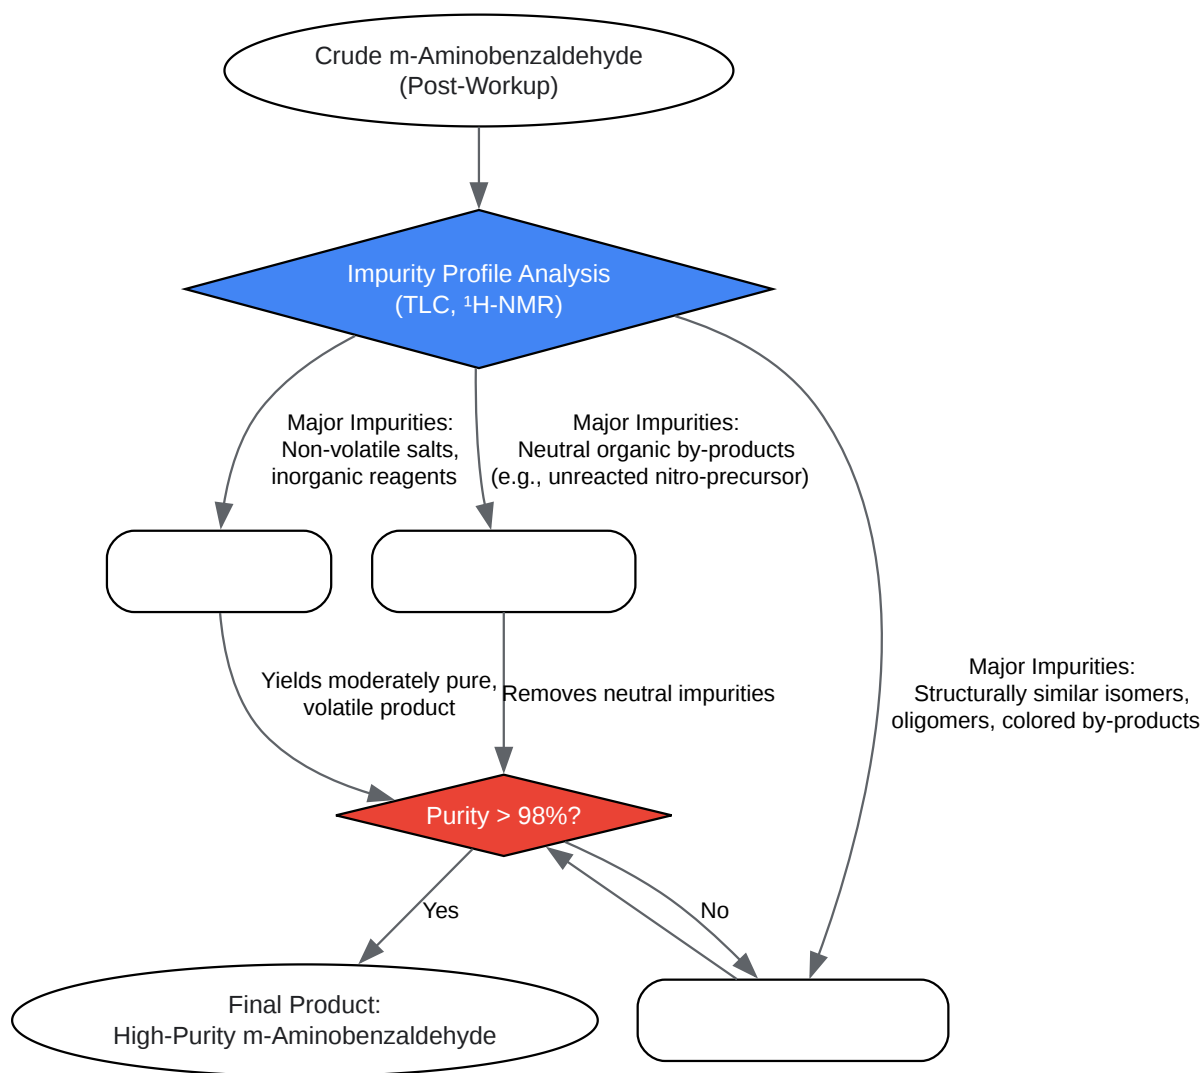 Crude m-Aminobenzaldehyde
(Post-Workup)
Impurity Profile Analysis
(TLC, ¹H-NMR)
Major Impurities:
Non-volatile salts,
inorganic reagents
Major Impurities:
Neutral organic by-products
(e.g., unreacted nitro-precursor)
Major Impurities:
Structurally similar isomers,
oligomers, colored by-products
Yields moderately pure,
volatile product
Removes neutral impurities
Purity > 98%?
Yes
No
Final Product:
High-Purity m-Aminobenzaldehyde